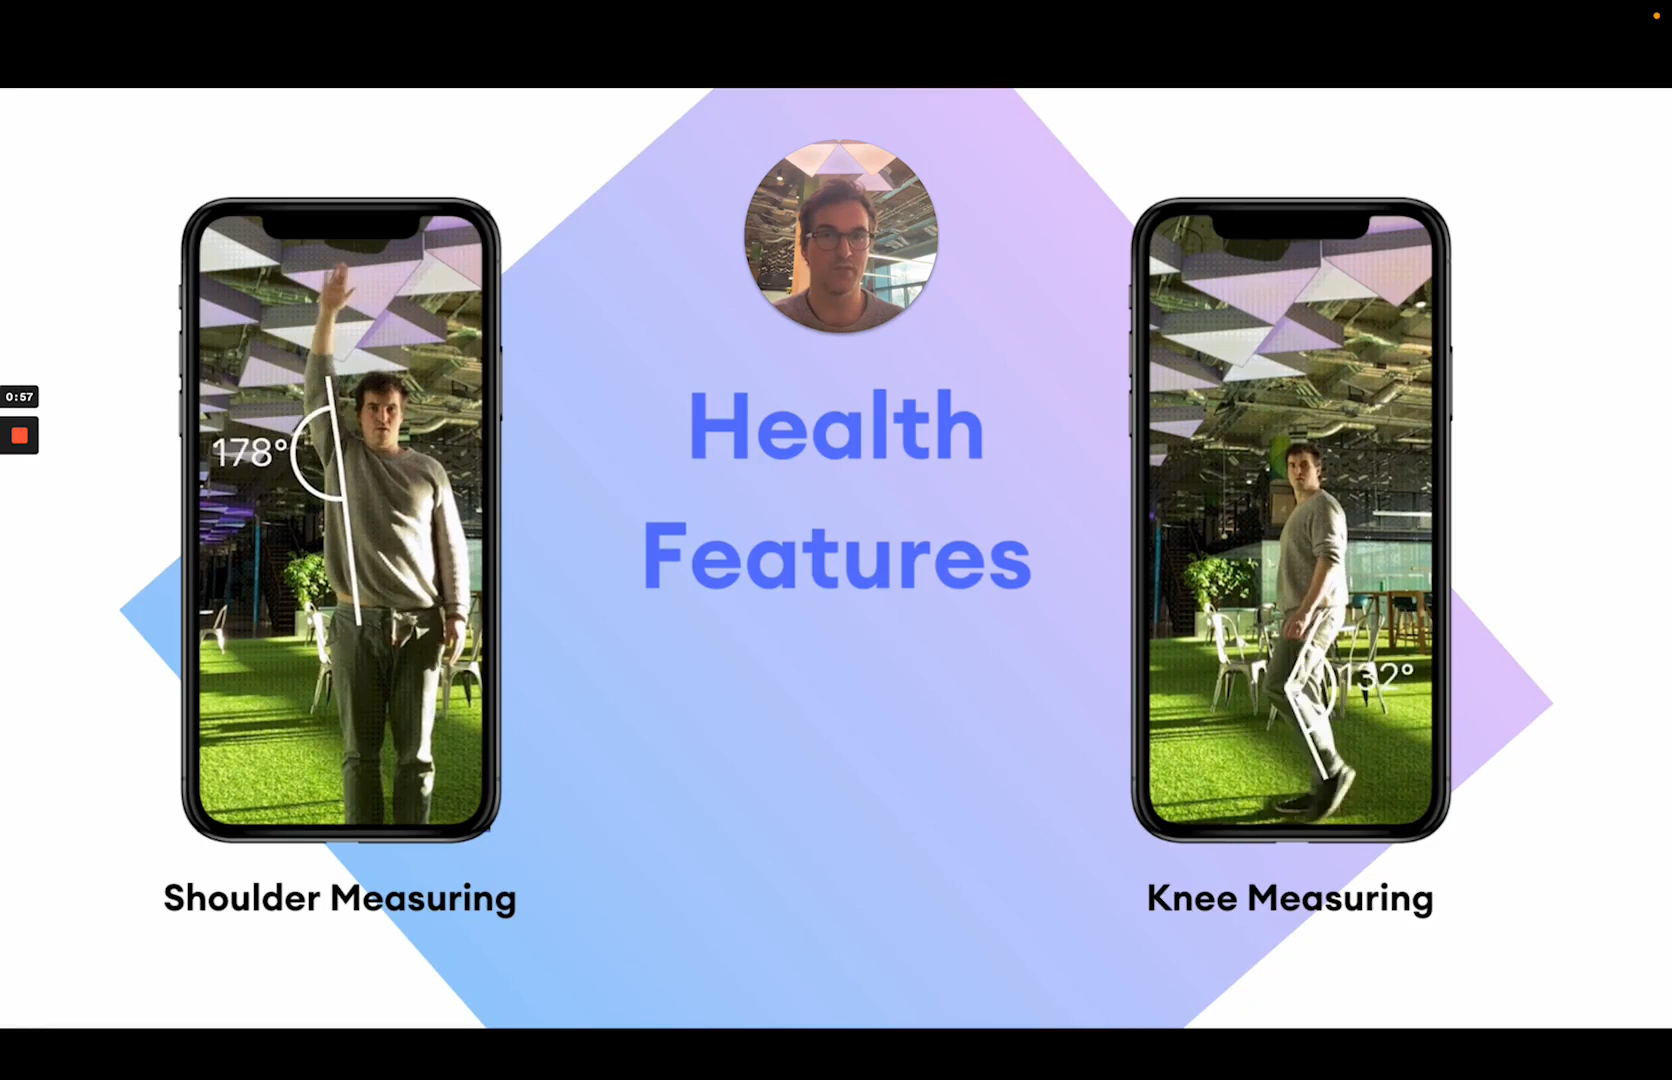 0:57
178°
Health
Features
132°
Shoulder Measuring
Knee Measuring